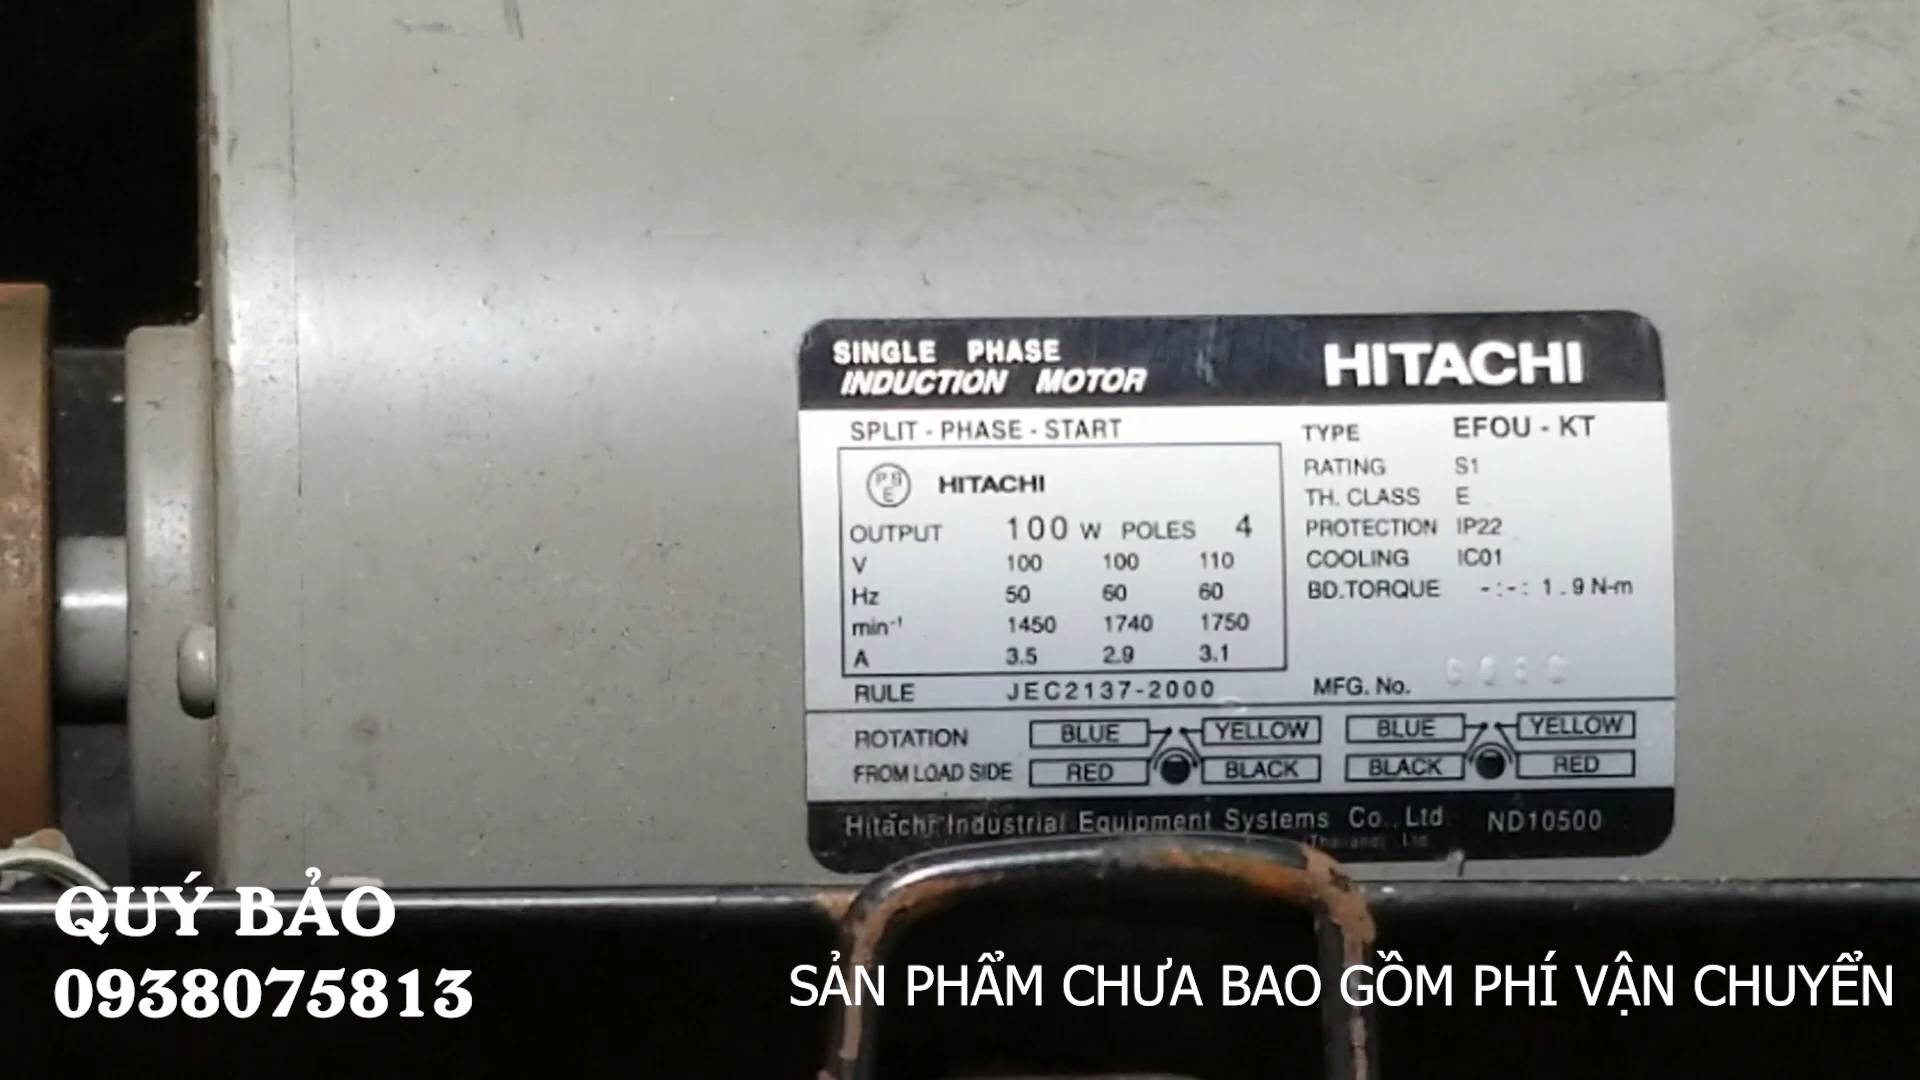 SINGLE PHASE
INDUCTION MOTOR
HITACHI
SPLIT - PHASE - START
PS
E
HITACHI
OUTPUT 100 W POLES 4
V 100 100 110
Hz 50 60 60
min⁻¹ 1450 1740 1750
A 3.5 2.9 3.1
RULE JEC2137-2000
TYPE EFOU - KT
RATING S1
TH. CLASS E
PROTECTION IP22
COOLING IC01
BD.TORQUE -:-: 1.9 N-m
MFG. No.
ROTATION BLUE YELLOW BLUE YELLOW
FROM LOAD SIDE RED BLACK BLACK RED
Hitachi Industrial Equipment Systems Co., Ltd ND10500
(Thailand) Ltd.
QUÝ BẢO
0938075813
SẢN PHẨM CHƯA BAO GỒM PHÍ VẬN CHUYỂN